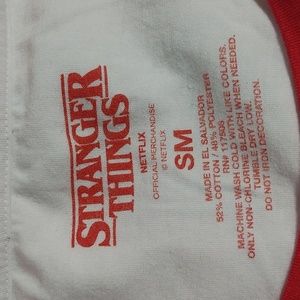 STRANGER
THINGS
NETFLIX
OFFICIAL MERCHANDISE
© NETFLIX
SM
MADE IN EL SALVADOR
52% COTTON / 48% POLYESTER
MACHINE WASH COLD WITH LIKE COLORS.
ONLY NON-CHLORINE BLEACH WHEN NEEDED.
TUMBLE DRY LOW.
DO NOT IRON DECORATION.